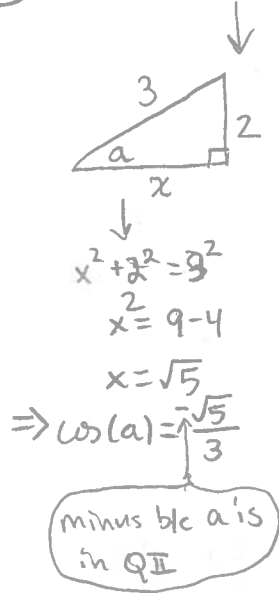 3
2
a
x
x² + 2² = 3²
x² = 9-4
x = √5
⇒ cos(a) = -√5/3
minus b/c a is
in QII